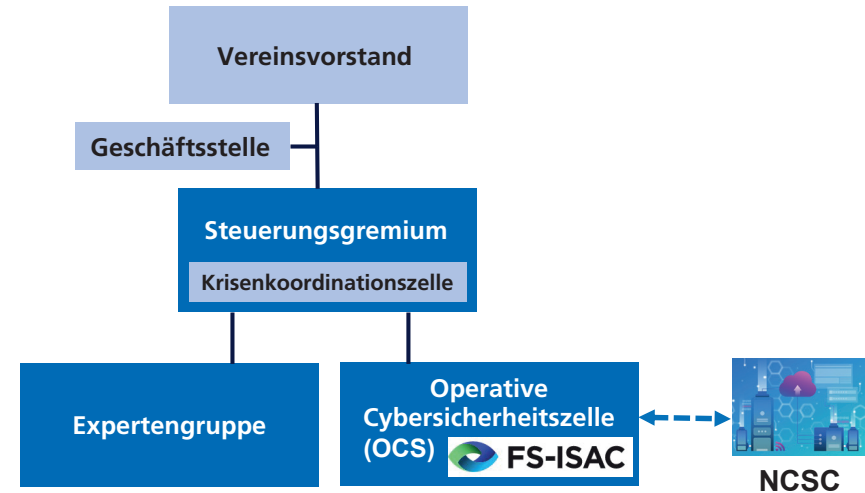 Vereinsvorstand
Geschäftsstelle
Steuerungsgremium
Krisenkoordinationszelle
Expertengruppe
Operative
Cybersicherheitszelle
(OCS) FS-ISAC
NCSC